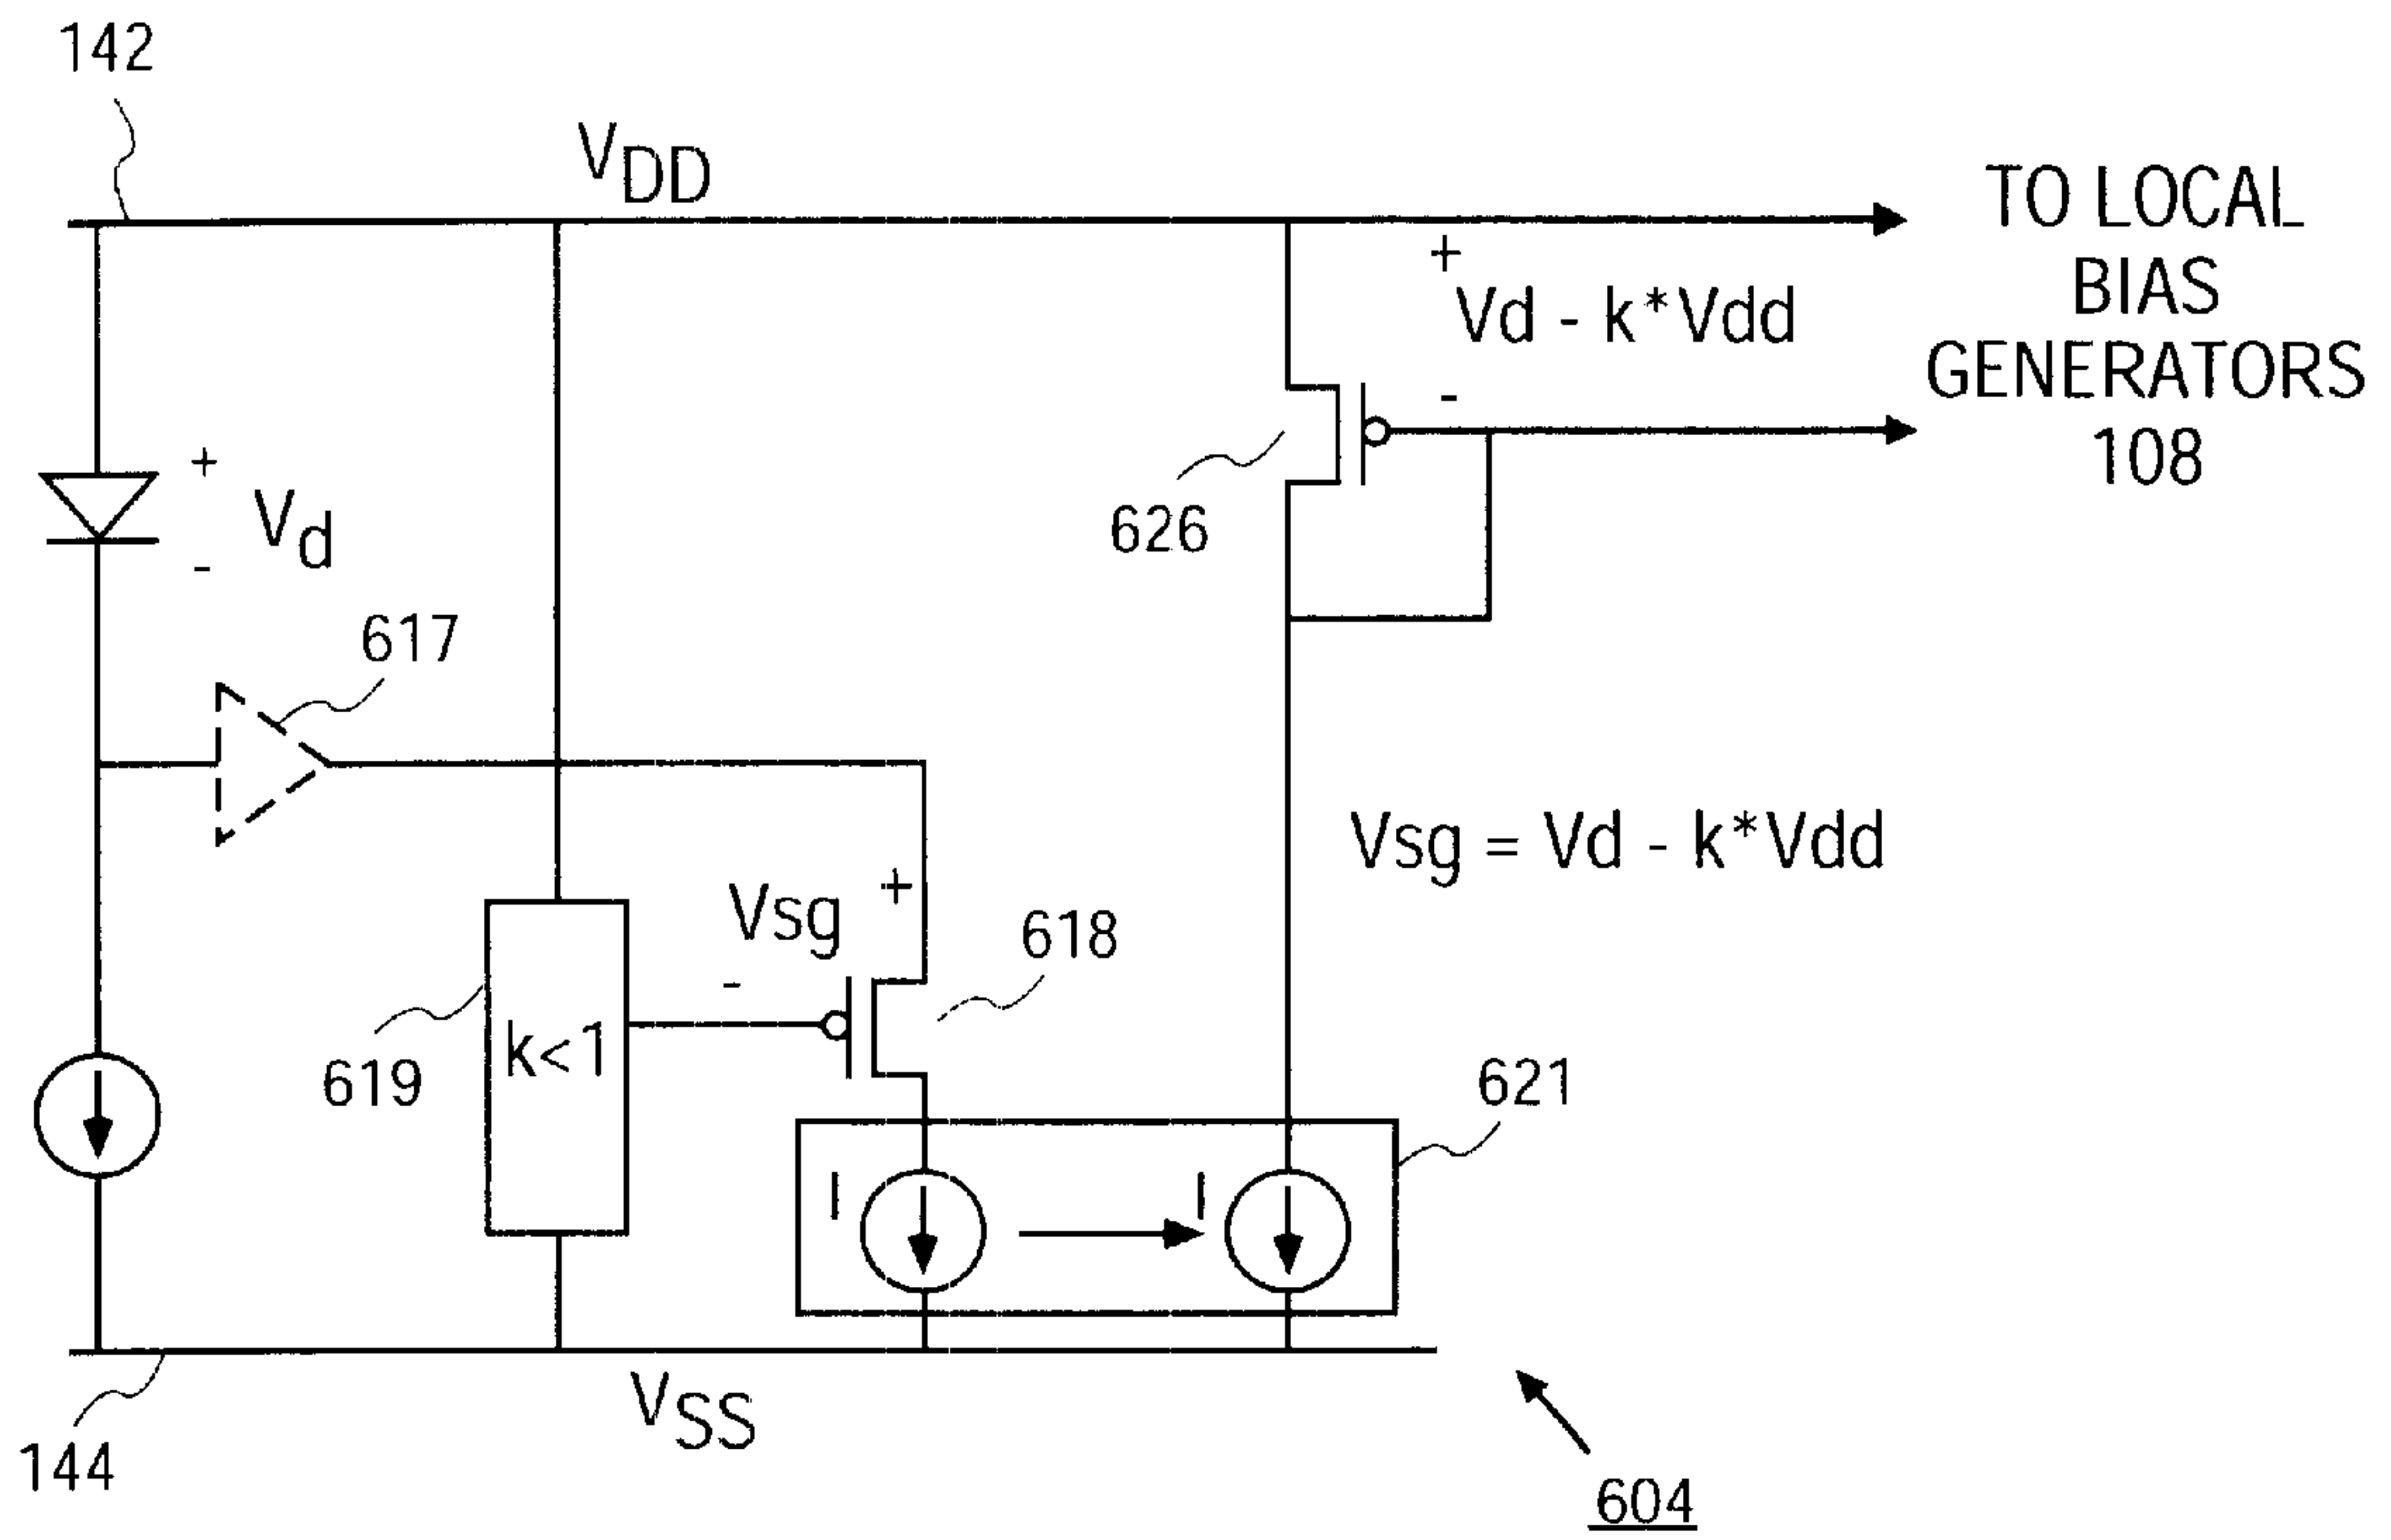 142
VDD
TO LOCAL
BIAS
GENERATORS
108
+
Vd - k*Vdd
-
626
+
Vd
-
617
Vsg = Vd - k*Vdd
Vsg
+
-
618
k<1
619
621
I
I
VSS
144
604